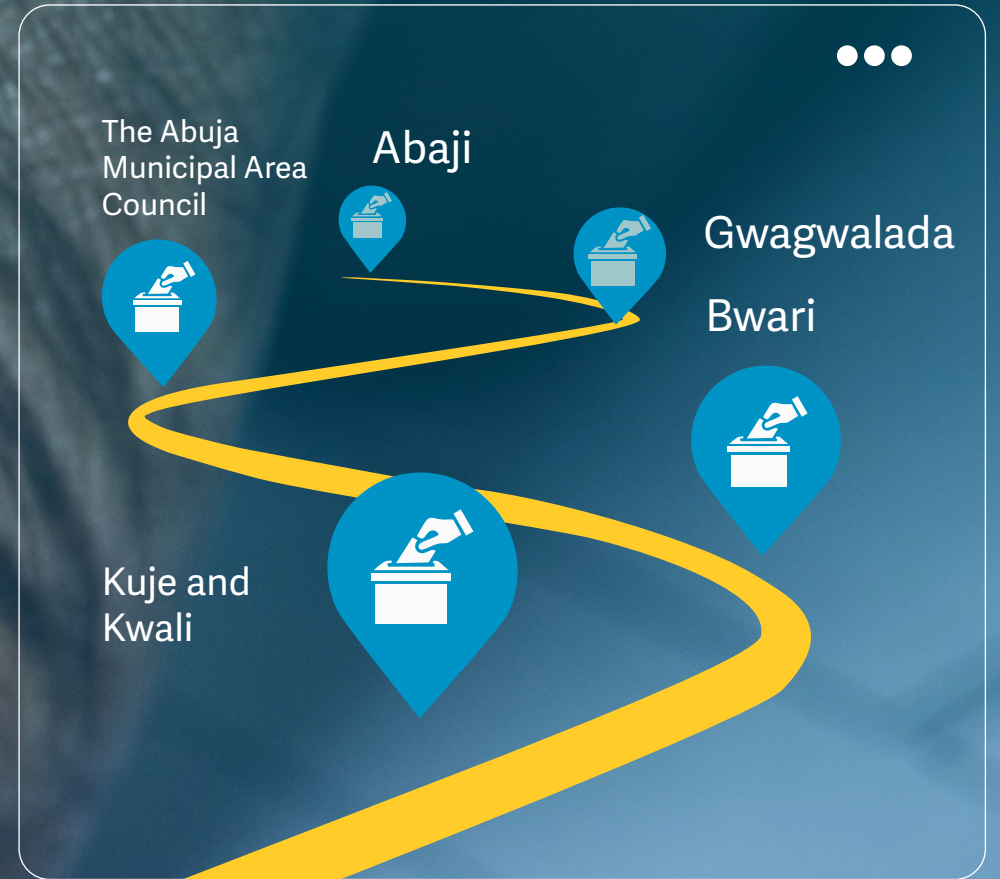 The Abuja
Municipal Area
Council
Abaji
Gwagwalada
Bwari
Kuje and
Kwali